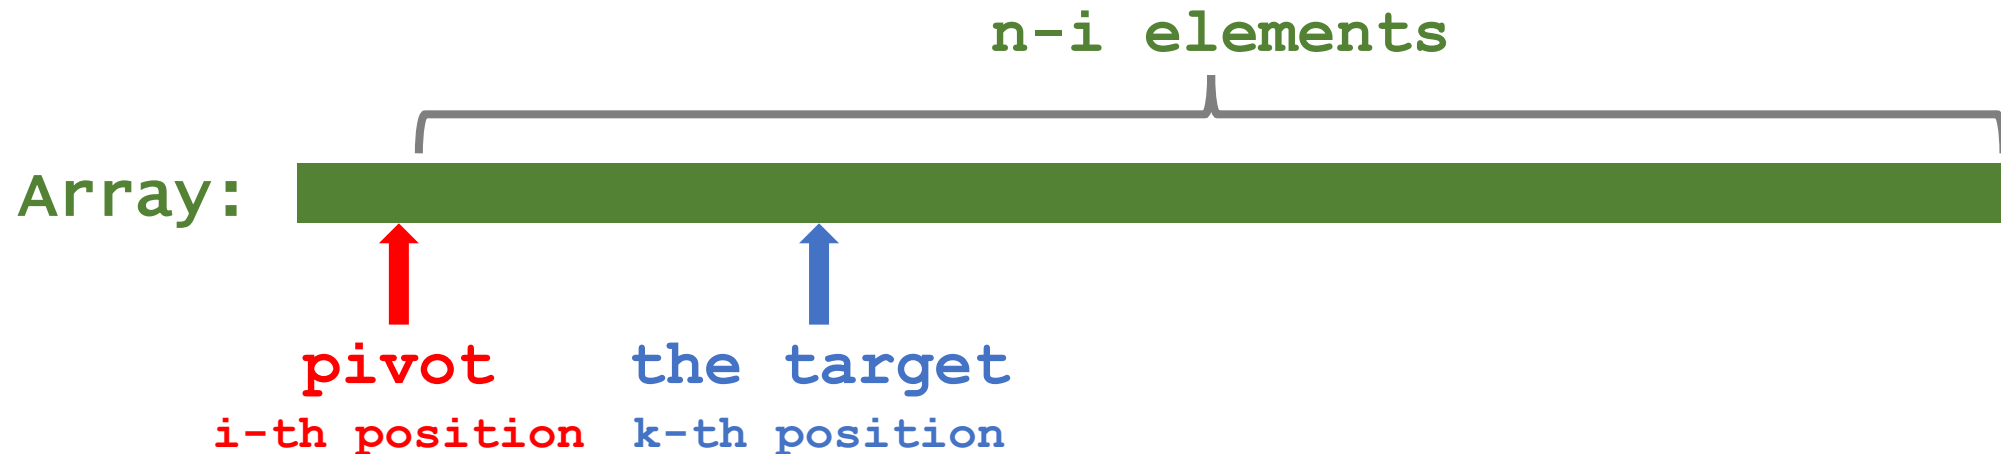 n-i elements
Array:
pivot
the target
i-th position
k-th position